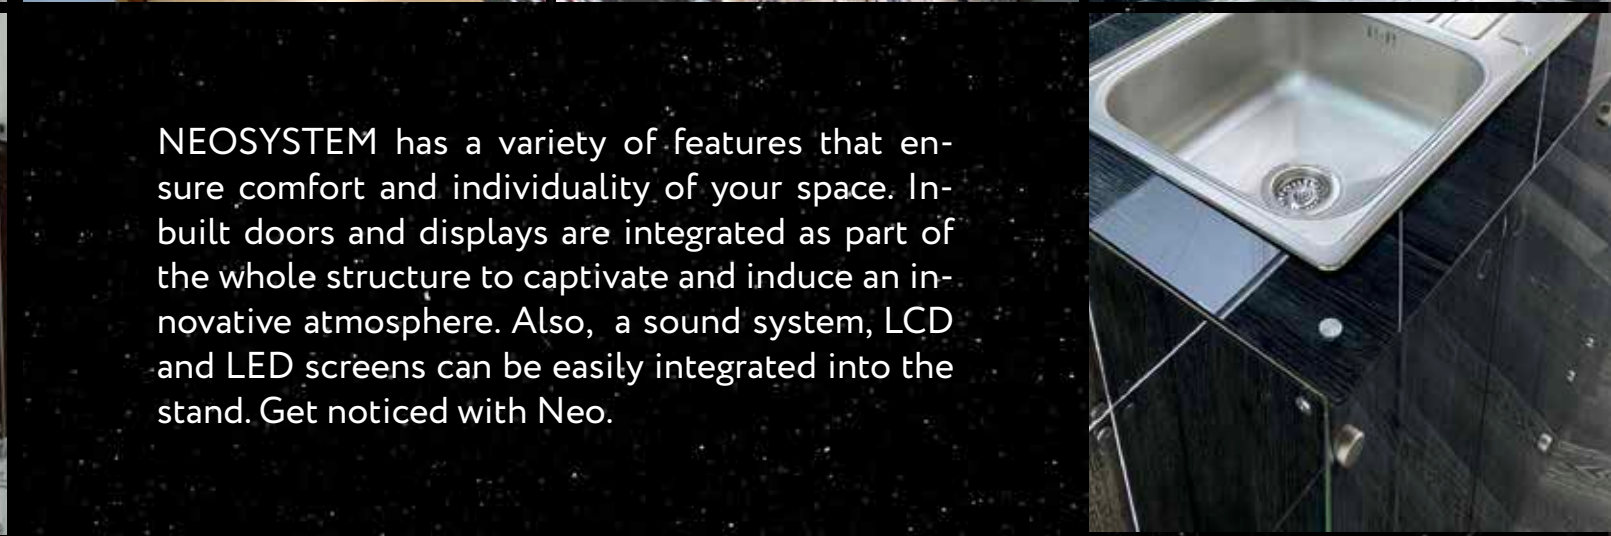 NEOSYSTEM has a variety of features that en-
sure comfort and individuality of your space. In-
built doors and displays are integrated as part of
the whole structure to captivate and induce an in-
novative atmosphere. Also,  a sound system, LCD
and LED screens can be easily integrated into the
stand. Get noticed with Neo.